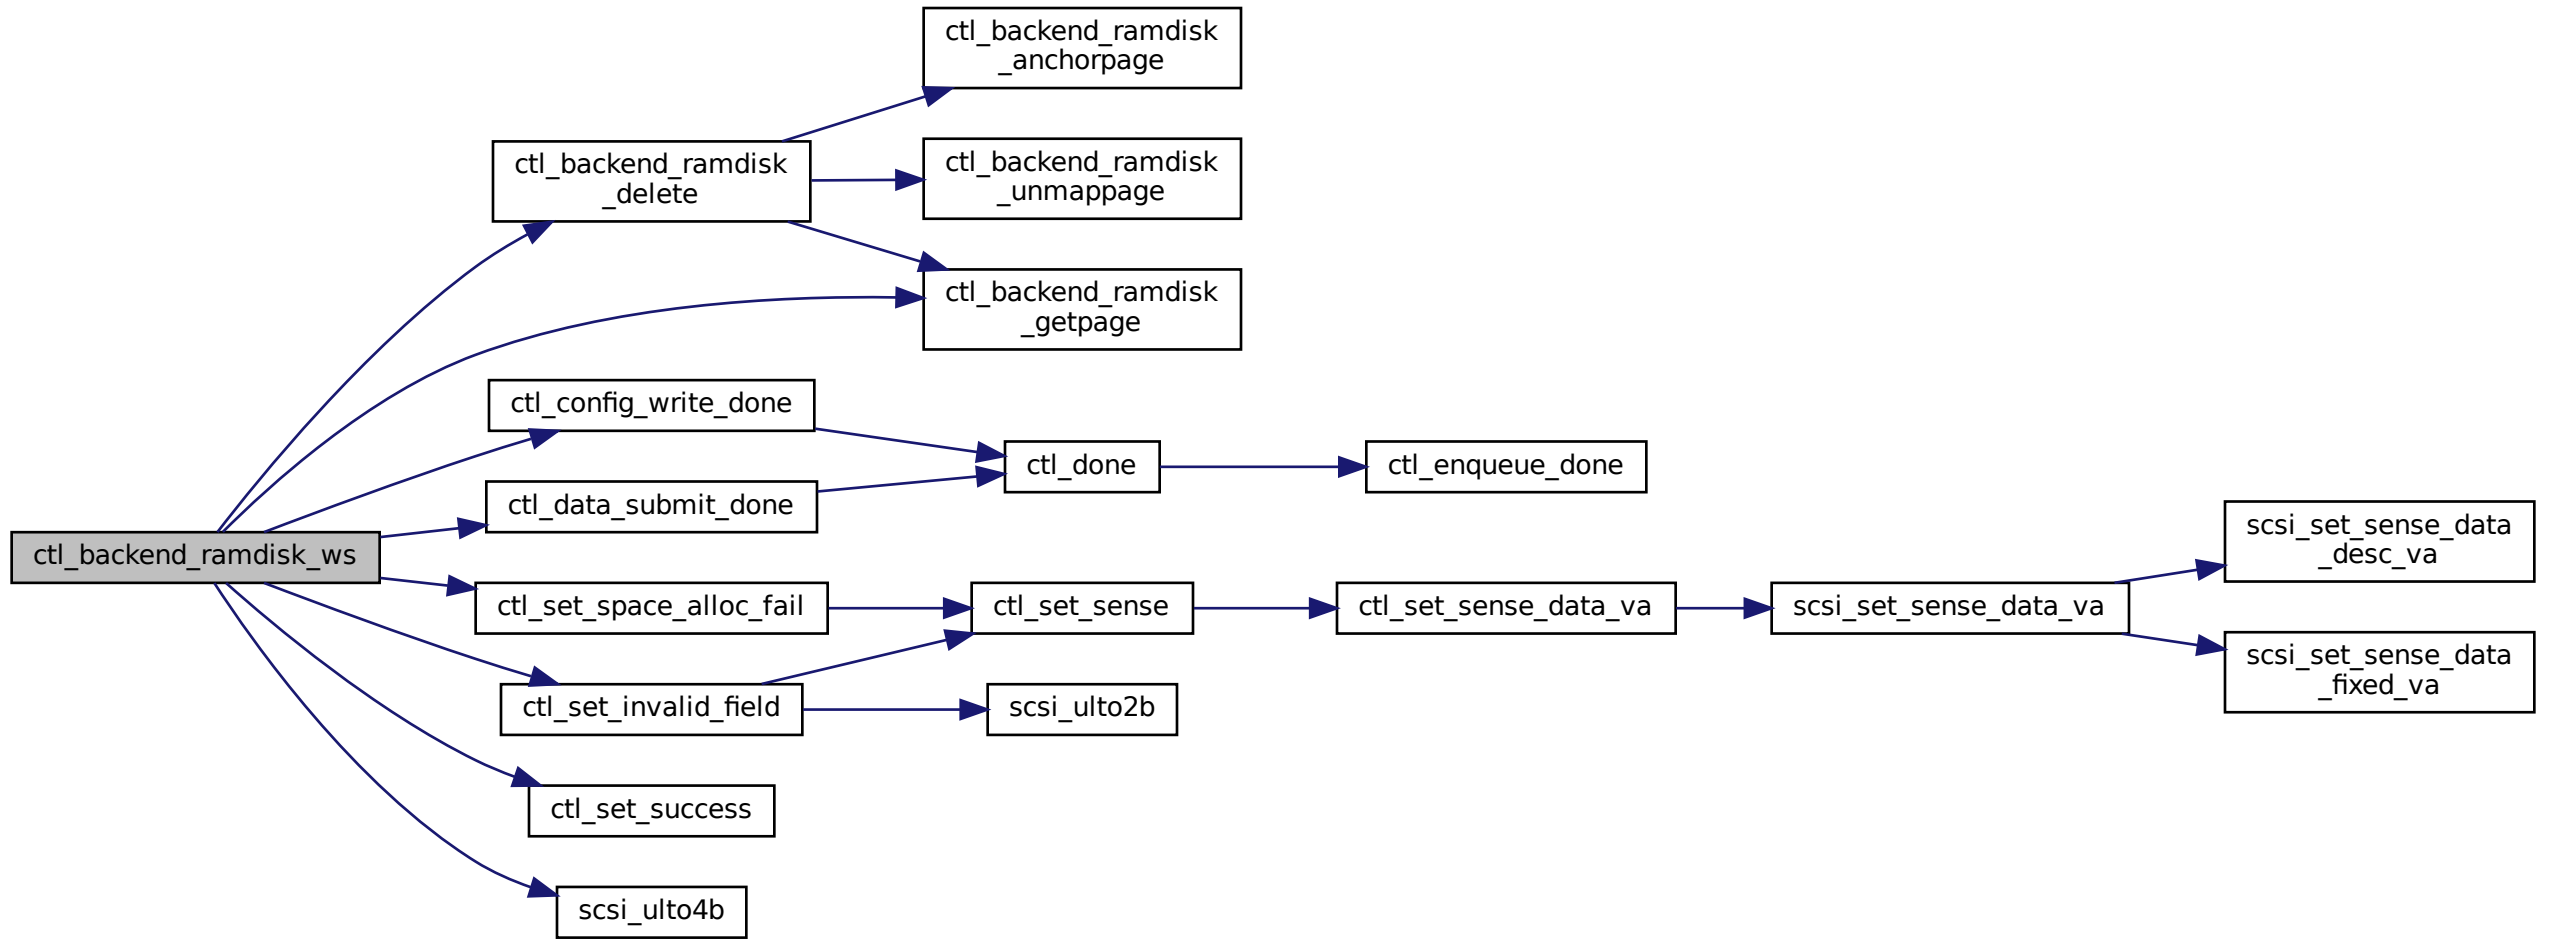 ctl_backend_ramdisk
_anchorpage
ctl_backend_ramdisk
_delete
ctl_backend_ramdisk
_unmappage
ctl_backend_ramdisk
_getpage
ctl_config_write_done
ctl_done
ctl_enqueue_done
ctl_data_submit_done
ctl_backend_ramdisk_ws
scsi_set_sense_data
_desc_va
ctl_set_space_alloc_fail
ctl_set_sense
ctl_set_sense_data_va
scsi_set_sense_data_va
scsi_set_sense_data
_fixed_va
ctl_set_invalid_field
scsi_ulto2b
ctl_set_success
scsi_ulto4b